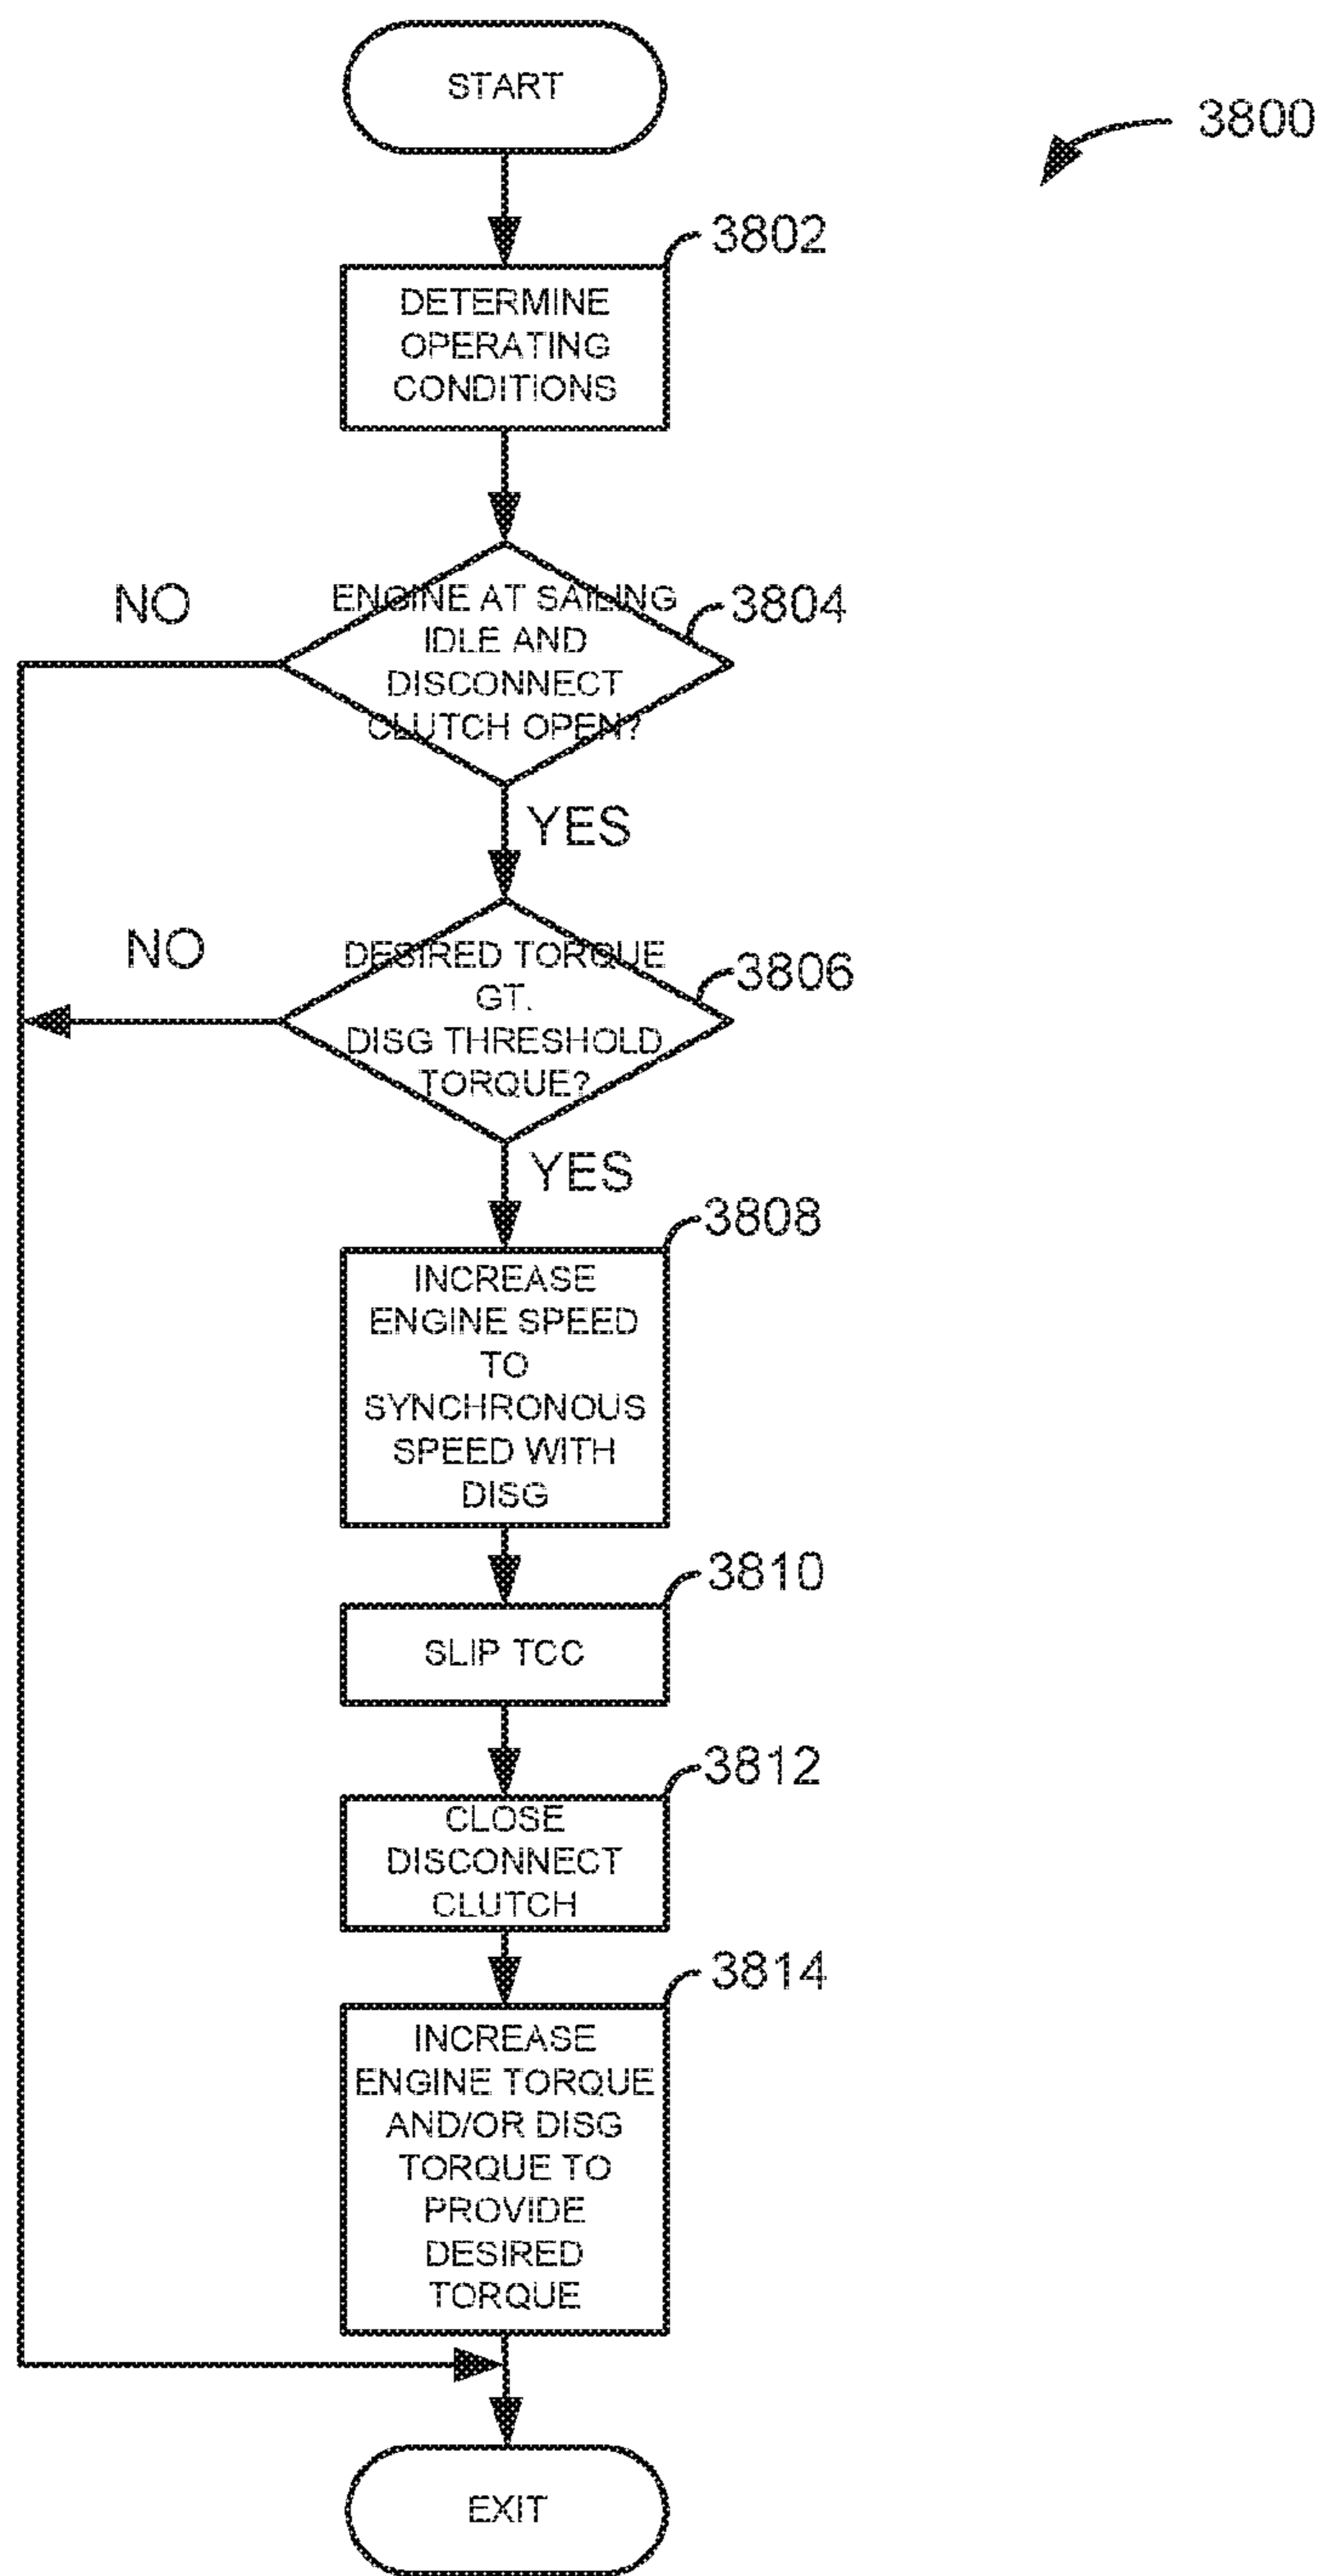 START
3800
3802
DETERMINE
OPERATING
CONDITIONS
NO
ENGINE AT SAILING
IDLE AND
DISCONNECT
CLUTCH OPEN?
3804
YES
NO
DESIRED TORQUE
GT.
DISG THRESHOLD
TORQUE?
3806
YES
3808
INCREASE
ENGINE SPEED
TO
SYNCHRONOUS
SPEED WITH
DISG
3810
SLIP TCC
3812
CLOSE
DISCONNECT
CLUTCH
3814
INCREASE
ENGINE TORQUE
AND/OR DISG
TORQUE TO
PROVIDE
DESIRED
TORQUE
EXIT